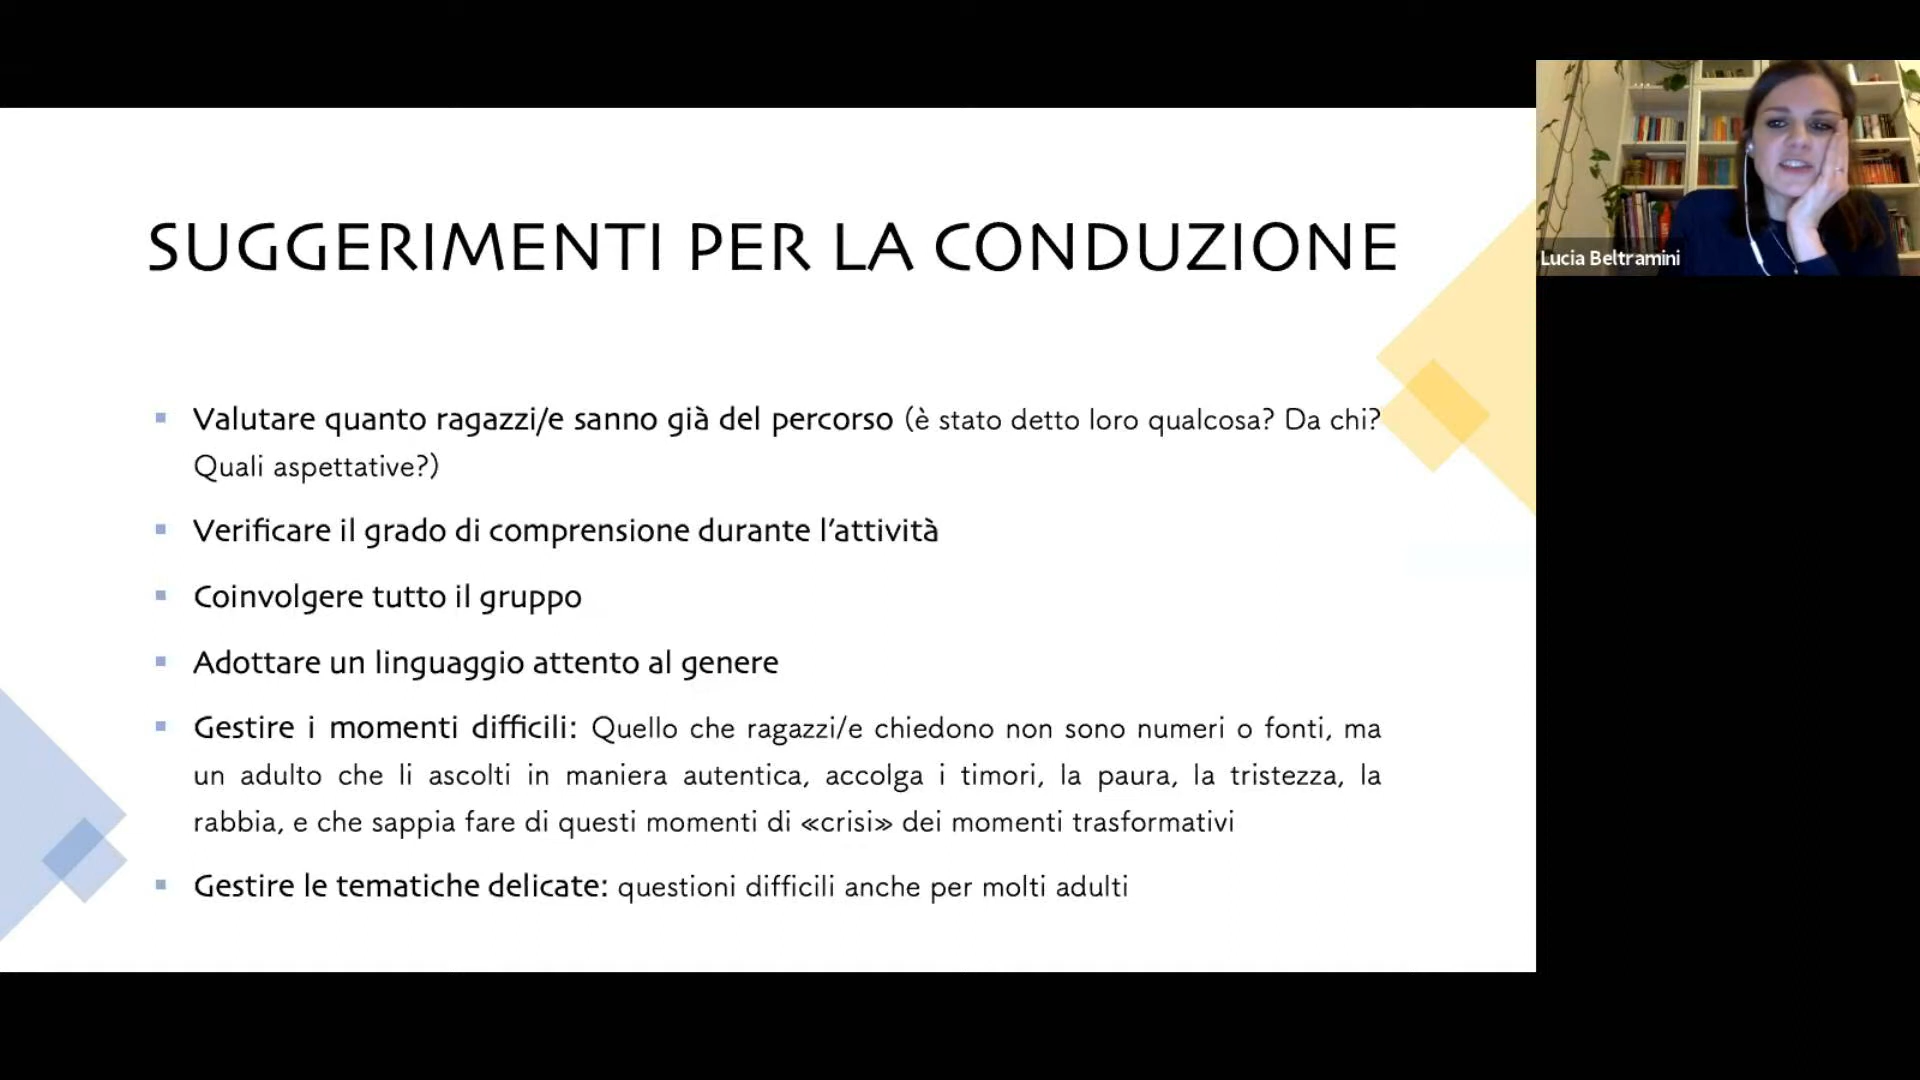 SUGGERIMENTI PER LA CONDUZIONE
Valutare quanto ragazzi/e sanno già del percorso (è stato detto loro qualcosa? Da chi?
Quali aspettative?)
Verificare il grado di comprensione durante l'attività
Coinvolgere tutto il gruppo
Adottare un linguaggio attento al genere
Gestire i momenti difficili: Quello che ragazzi/e chiedono non sono numeri o fonti, ma
un adulto che li ascolti in maniera autentica, accolga i timori, la paura, la tristezza, la
rabbia, e che sappia fare di questi momenti di «crisi» dei momenti trasformativi
Gestire le tematiche delicate: questioni difficili anche per molti adulti
Lucia Beltramini